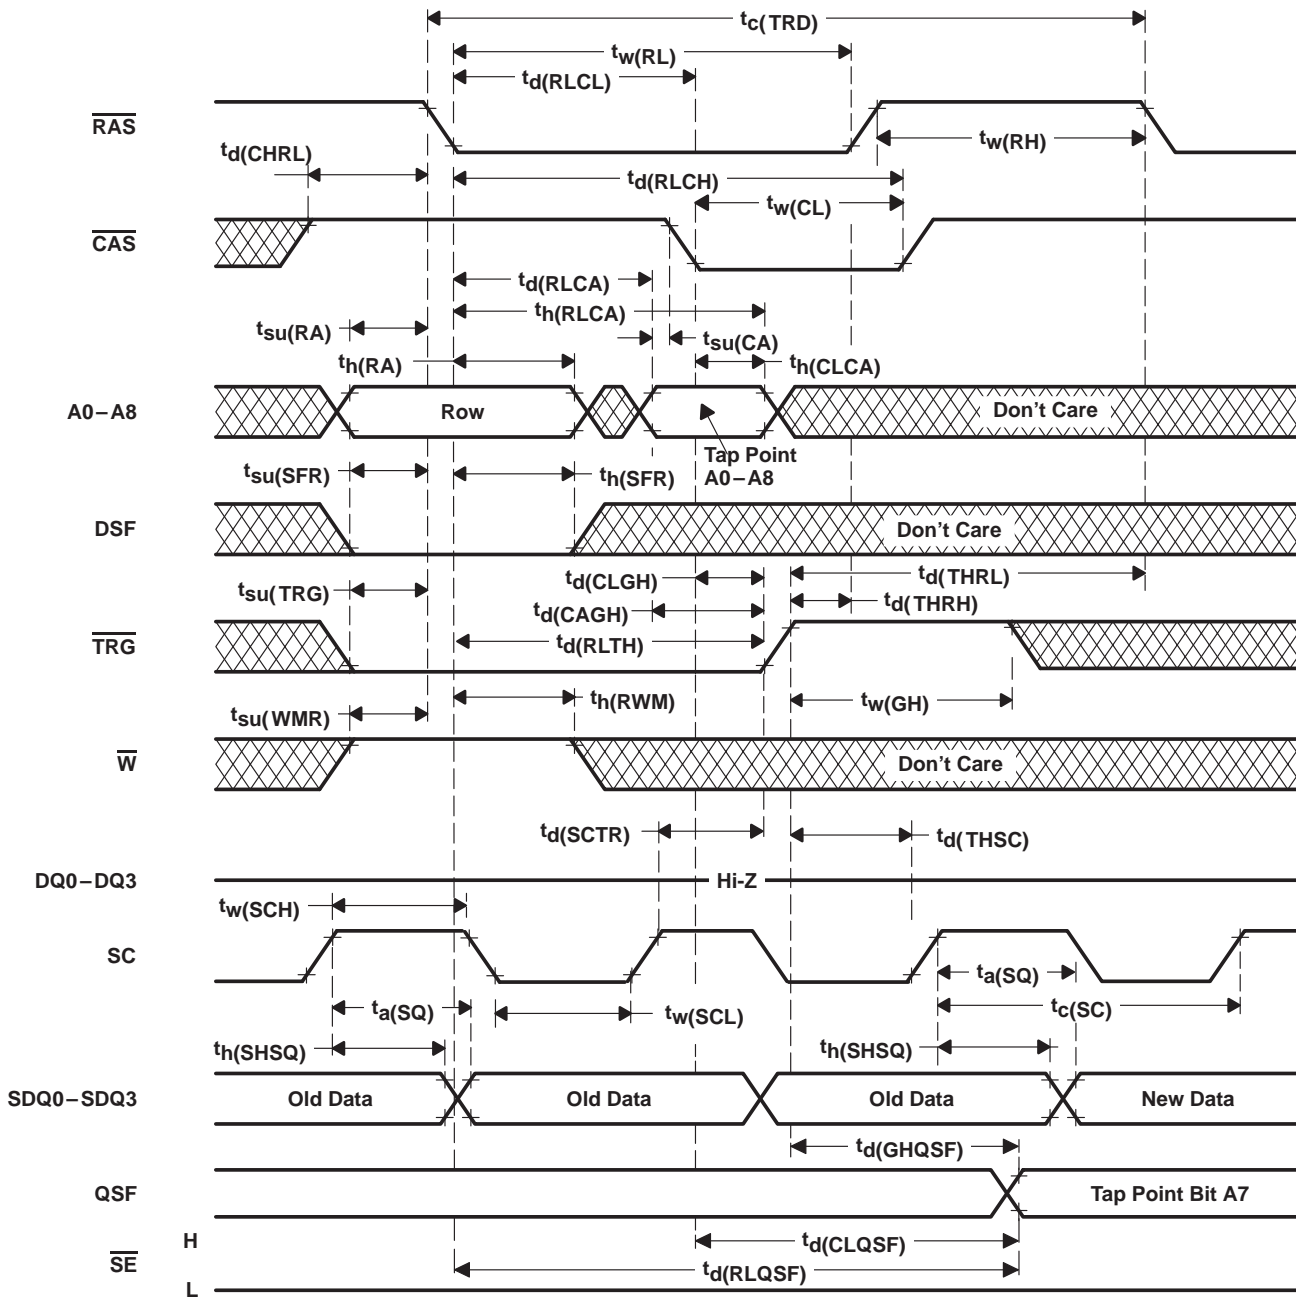 tc(TRD)
tw(RL)
td(RLCL)
RAS
tw(RH)
td(CHRL)
td(RLCH)
tw(CL)
CAS
td(RLCA)
th(RLCA)
tsu(RA)
tsu(CA)
th(RA)
th(CLCA)
A0–A8
Row
Don't Care
Tap Point
A0–A8
tsu(SFR)
th(SFR)
DSF
Don't Care
td(CLGH)
td(THRL)
tsu(TRG)
td(CAGH)
td(THRH)
TRG
td(RLTH)
th(RWM)
tw(GH)
tsu(WMR)
W
Don't Care
td(SCTR)
td(THSC)
DQ0–DQ3
Hi-Z
tw(SCH)
SC
ta(SQ)
ta(SQ)
tw(SCL)
tc(SC)
th(SHSQ)
th(SHSQ)
SDQ0–SDQ3
Old Data
Old Data
Old Data
New Data
td(GHQSF)
QSF
Tap Point Bit A7
H
td(CLQSF)
SE
td(RLQSF)
L